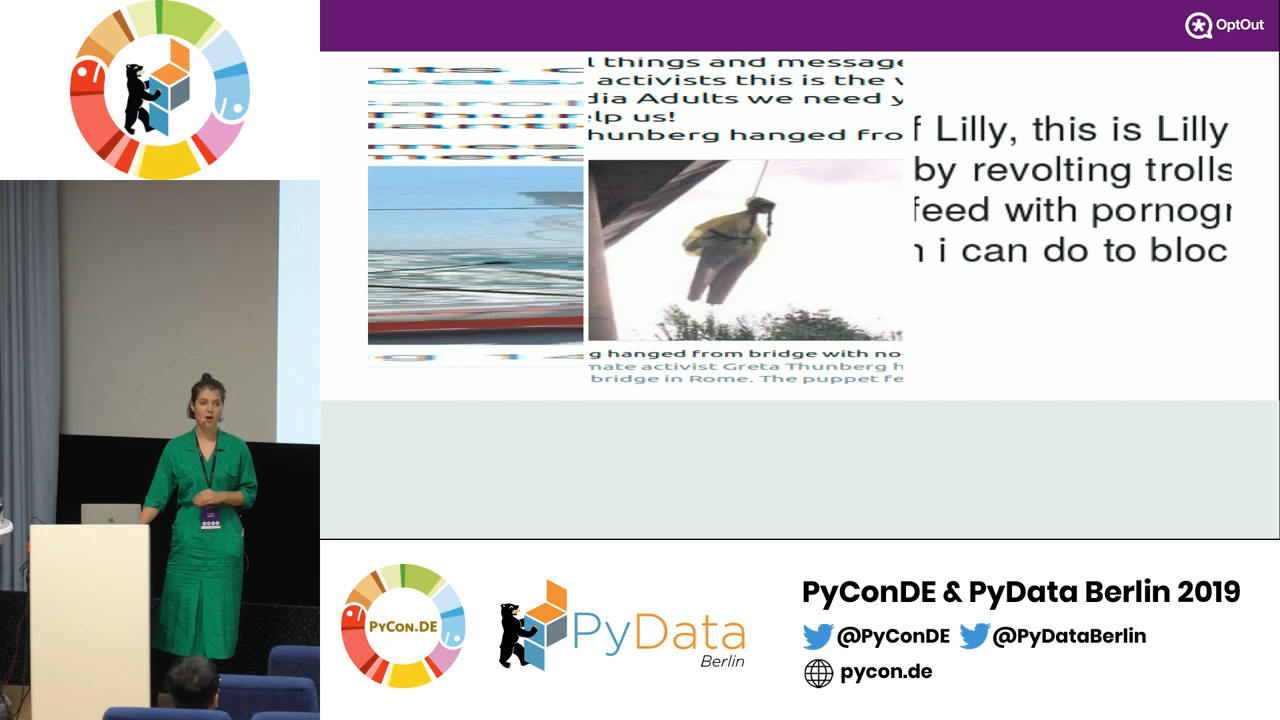 OptOut
l things and message
activists this is the v
dia Adults we need y
lp us!
hunberg hanged fro
g hanged from bridge with no
mate activist Greta Thunberg h
bridge in Rome. The puppet fe
f Lilly, this is Lilly
by revolting trolls
feed with pornogr
i can do to bloc
PYCON.DE
PyData
Berlin
PyConDE & PyData Berlin 2019
@PyConDE @PyDataBerlin
pycon.de